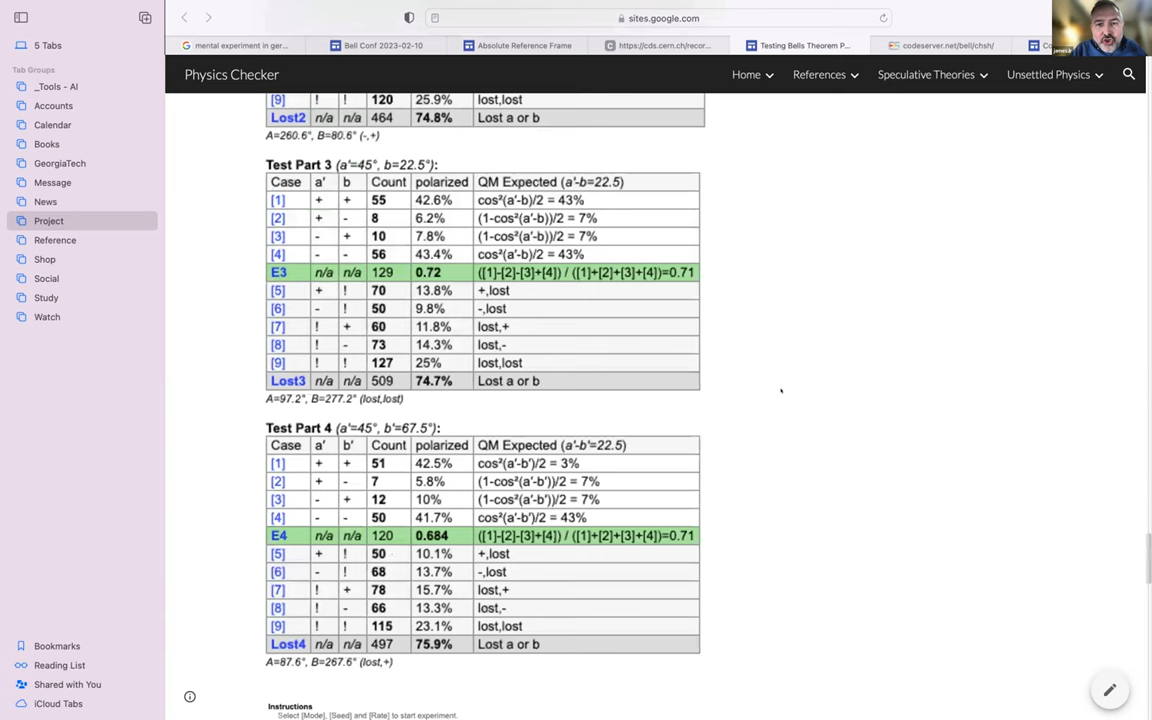 sites.google.com
5 Tabs
mental experiment in ger...
Bell Conf 2023-02-10
Absolute Reference Frame
https://cds.cern.ch/recor...
Testing Bells Theorem P...
codeserver.net/bell/chsh/
Tab Groups
_Tools - AI
Accounts
Calendar
Books
GeorgiaTech
Message
News
Project
Reference
Shop
Social
Study
Watch
Bookmarks
Reading List
Shared with You
iCloud Tabs
Physics Checker
Home
References
Speculative Theories
Unsettled Physics
[9] ! ! 120 25.9% lost,lost
Lost2 n/a n/a 464 74.8% Lost a or b
A=260.6°, B=80.6° (-,+)
Test Part 3 (a'=45°, b=22.5°):
Case a' b Count polarized QM Expected (a'-b=22.5)
[1] + + 55 42.6% cos²(a'-b)/2 = 43%
[2] + - 8 6.2% (1-cos²(a'-b))/2 = 7%
[3] - + 10 7.8% (1-cos²(a'-b))/2 = 7%
[4] - - 56 43.4% cos²(a'-b)/2 = 43%
E3 n/a n/a 129 0.72 ([1]-[2]-[3]+[4]) / ([1]+[2]+[3]+[4])=0.71
[5] + ! 70 13.8% +,lost
[6] - ! 50 9.8% -,lost
[7] ! + 60 11.8% lost,+
[8] ! - 73 14.3% lost,-
[9] ! ! 127 25% lost,lost
Lost3 n/a n/a 509 74.7% Lost a or b
A=97.2°, B=277.2° (lost,lost)
Test Part 4 (a'=45°, b'=67.5°):
Case a' b' Count polarized QM Expected (a'-b'=22.5)
[1] + + 51 42.5% cos²(a'-b')/2 = 3%
[2] + - 7 5.8% (1-cos²(a'-b'))/2 = 7%
[3] - + 12 10% (1-cos²(a'-b'))/2 = 7%
[4] - - 50 41.7% cos²(a'-b')/2 = 43%
E4 n/a n/a 120 0.684 ([1]-[2]-[3]+[4]) / ([1]+[2]+[3]+[4])=0.71
[5] + ! 50 10.1% +,lost
[6] - ! 68 13.7% -,lost
[7] ! + 78 15.7% lost,+
[8] ! - 66 13.3% lost,-
[9] ! ! 115 23.1% lost,lost
Lost4 n/a n/a 497 75.9% Lost a or b
A=87.6°, B=267.6° (lost,+)
Instructions
Select [Mode], [Seed] and [Rate] to start experiment.